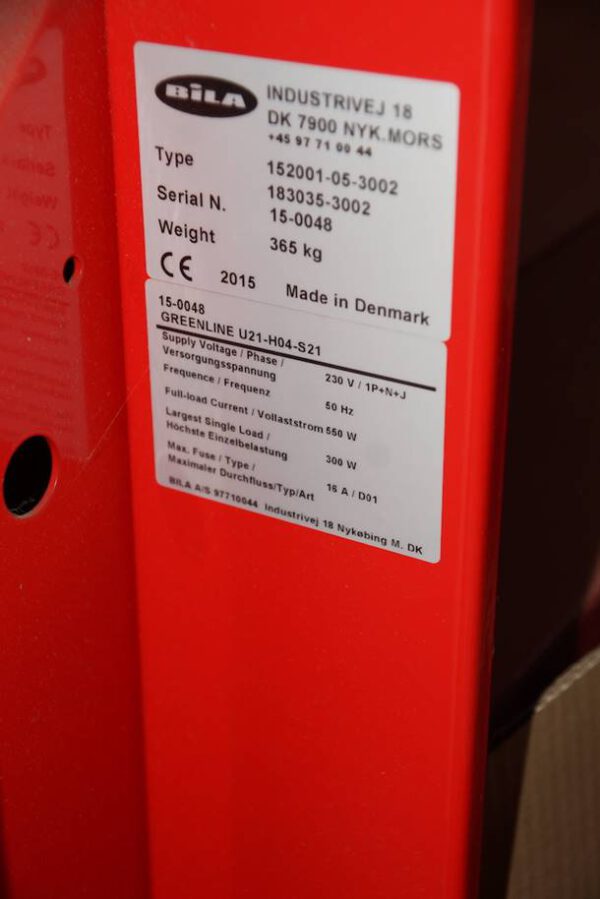 BILA
INDUSTRIVEJ 18
DK 7900 NYK.MORS
+45 97 71 00 44
Type 152001-05-3002
Serial N. 183035-3002
15-0048
Weight 365 kg
CE 2015 Made in Denmark
15-0048
GREENLINE U21-H04-S21
Supply Voltage / Phase /
Versorgungsspannung 230 V / 1P+N+J
Frequence / Frequenz 50 Hz
Full-load Current / Vollaststrom 550 W
Largest Single Load /
Höchste Einzelbelastung 300 W
Max. Fuse / Type /
Maximaler Durchfluss/Typ/Art 16 A / D01
BILA A/S 97710044 Industrivej 18 Nykøbing M. DK